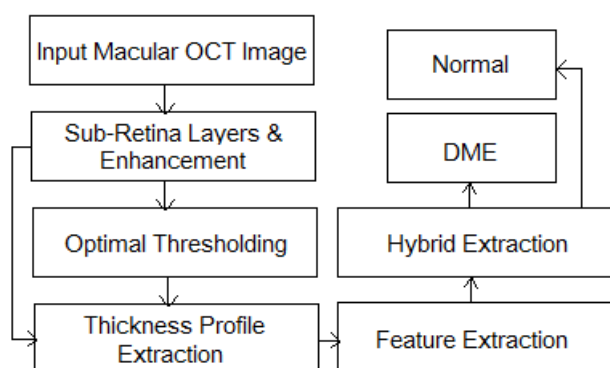 Input Macular OCT Image
Sub-Retina Layers &
Enhancement
Optimal Thresholding
Thickness Profile
Extraction
Feature Extraction
Hybrid Extraction
DME
Normal